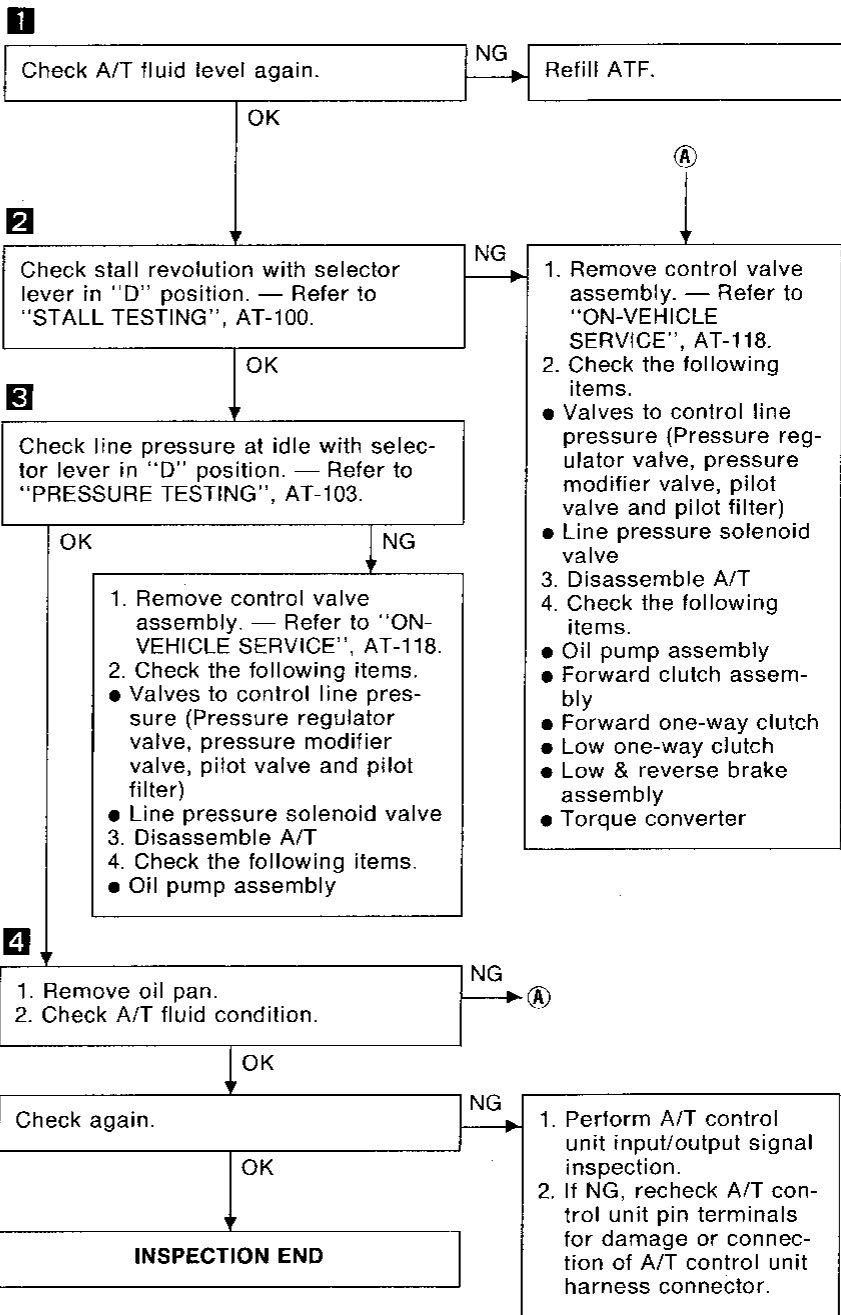 1
Check A/T fluid level again.
NG
Refill ATF.
OK
A
2
Check stall revolution with selector
lever in "D" position. — Refer to
"STALL TESTING", AT-100.
NG
1. Remove control valve
assembly. — Refer to
"ON-VEHICLE
SERVICE", AT-118.
2. Check the following
items.
● Valves to control line
pressure (Pressure reg-
ulator valve, pressure
modifier valve, pilot
valve and pilot filter)
● Line pressure solenoid
valve
3. Disassemble A/T
4. Check the following
items.
● Oil pump assembly
● Forward clutch assem-
bly
● Forward one-way clutch
● Low one-way clutch
● Low & reverse brake
assembly
● Torque converter
OK
3
Check line pressure at idle with selec-
tor lever in "D" position. — Refer to
"PRESSURE TESTING", AT-103.
OK
NG
1. Remove control valve
assembly. — Refer to "ON-
VEHICLE SERVICE", AT-118.
2. Check the following items.
● Valves to control line pres-
sure (Pressure regulator
valve, pressure modifier
valve, pilot valve and pilot
filter)
● Line pressure solenoid valve
3. Disassemble A/T
4. Check the following items.
● Oil pump assembly
4
1. Remove oil pan.
2. Check A/T fluid condition.
NG
A
OK
Check again.
NG
1. Perform A/T control
unit input/output signal
inspection.
2. If NG, recheck A/T con-
trol unit pin terminals
for damage or connec-
tion of A/T control unit
harness connector.
OK
INSPECTION END